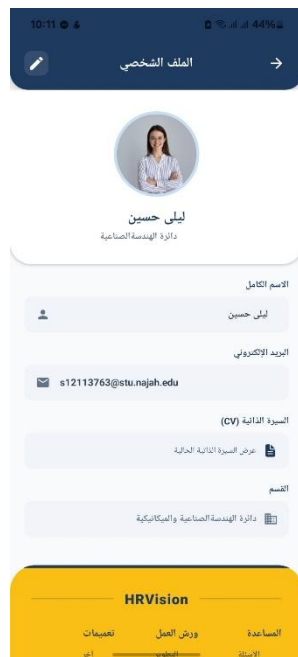 10:11
44%
الملف الشخصي
ليلى حسين
دائرة الهندسة الصناعية
الاسم الكامل
ليلى حسين
البريد الإلكتروني
s12113763@stu.najah.edu
السيرة الذاتية (CV)
عرض السيرة الذاتية الحالية
القسم
دائرة الهندسة الصناعية والميكانيكية
HRVision
المساعدة ورش العمل تعميمات
الاسئلة